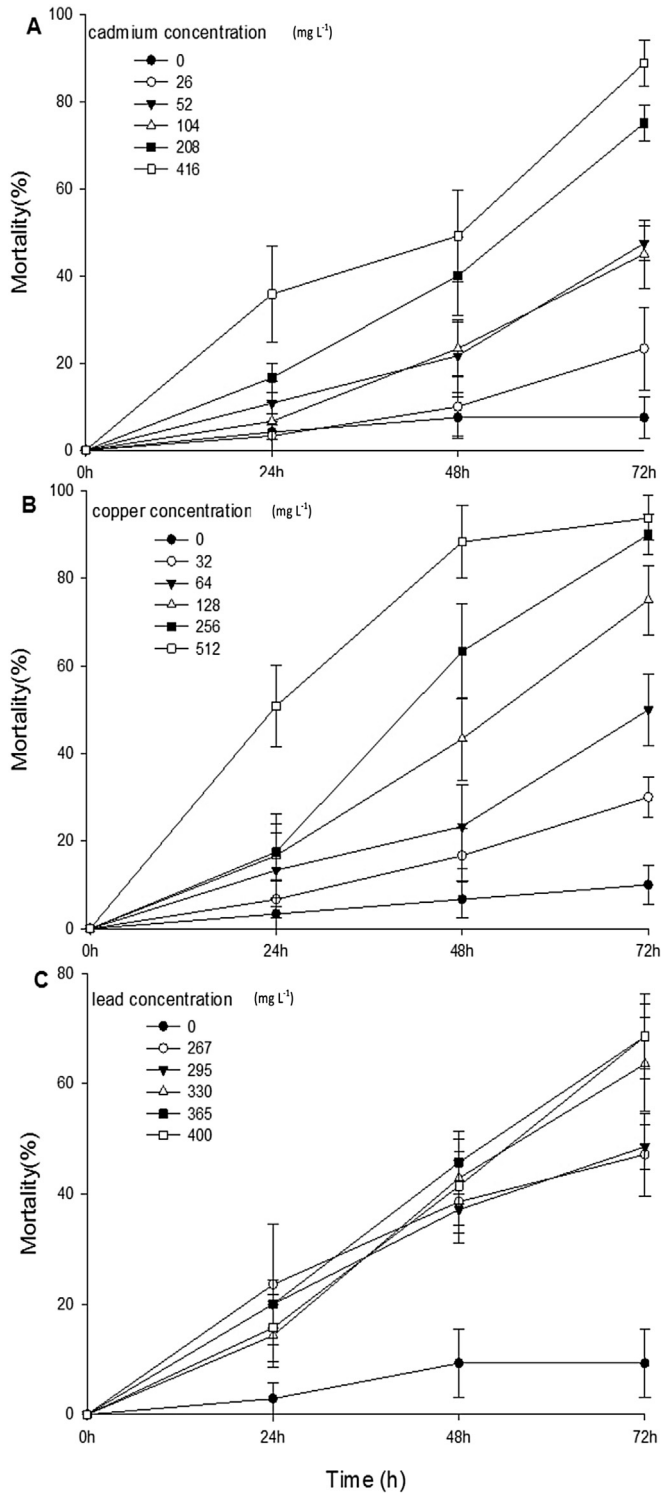 A
cadmium concentration (mg L⁻¹)
0
26
52
104
208
416
100
80
60
40
20
0
Mortality(%)
0h 24h 48h 72h
B
copper concentration (mg L⁻¹)
0
32
64
128
256
512
100
80
60
40
20
0
Mortality(%)
0h 24h 48h 72h
C
lead concentration (mg L⁻¹)
0
267
295
330
365
400
80
60
40
20
0
Mortality(%)
0h 24h 48h 72h
Time (h)